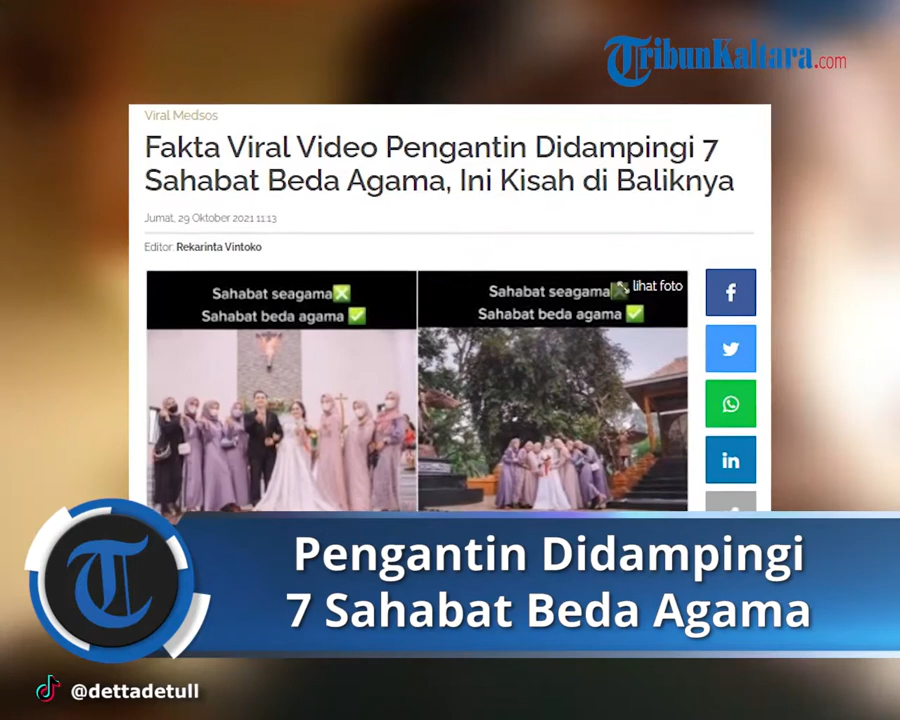 TribunKaltara.com
Viral Medsos
Fakta Viral Video Pengantin Didampingi 7
Sahabat Beda Agama, Ini Kisah di Baliknya
Jumat, 29 Oktober 2021 11:13
Editor: Rekarinta Vintoko
Sahabat seagama❎
Sahabat beda agama ✅
Sahabat seagama
lihat foto
Sahabat beda agama ✅
f
in
T
Pengantin Didampingi
7 Sahabat Beda Agama
@dettadetull